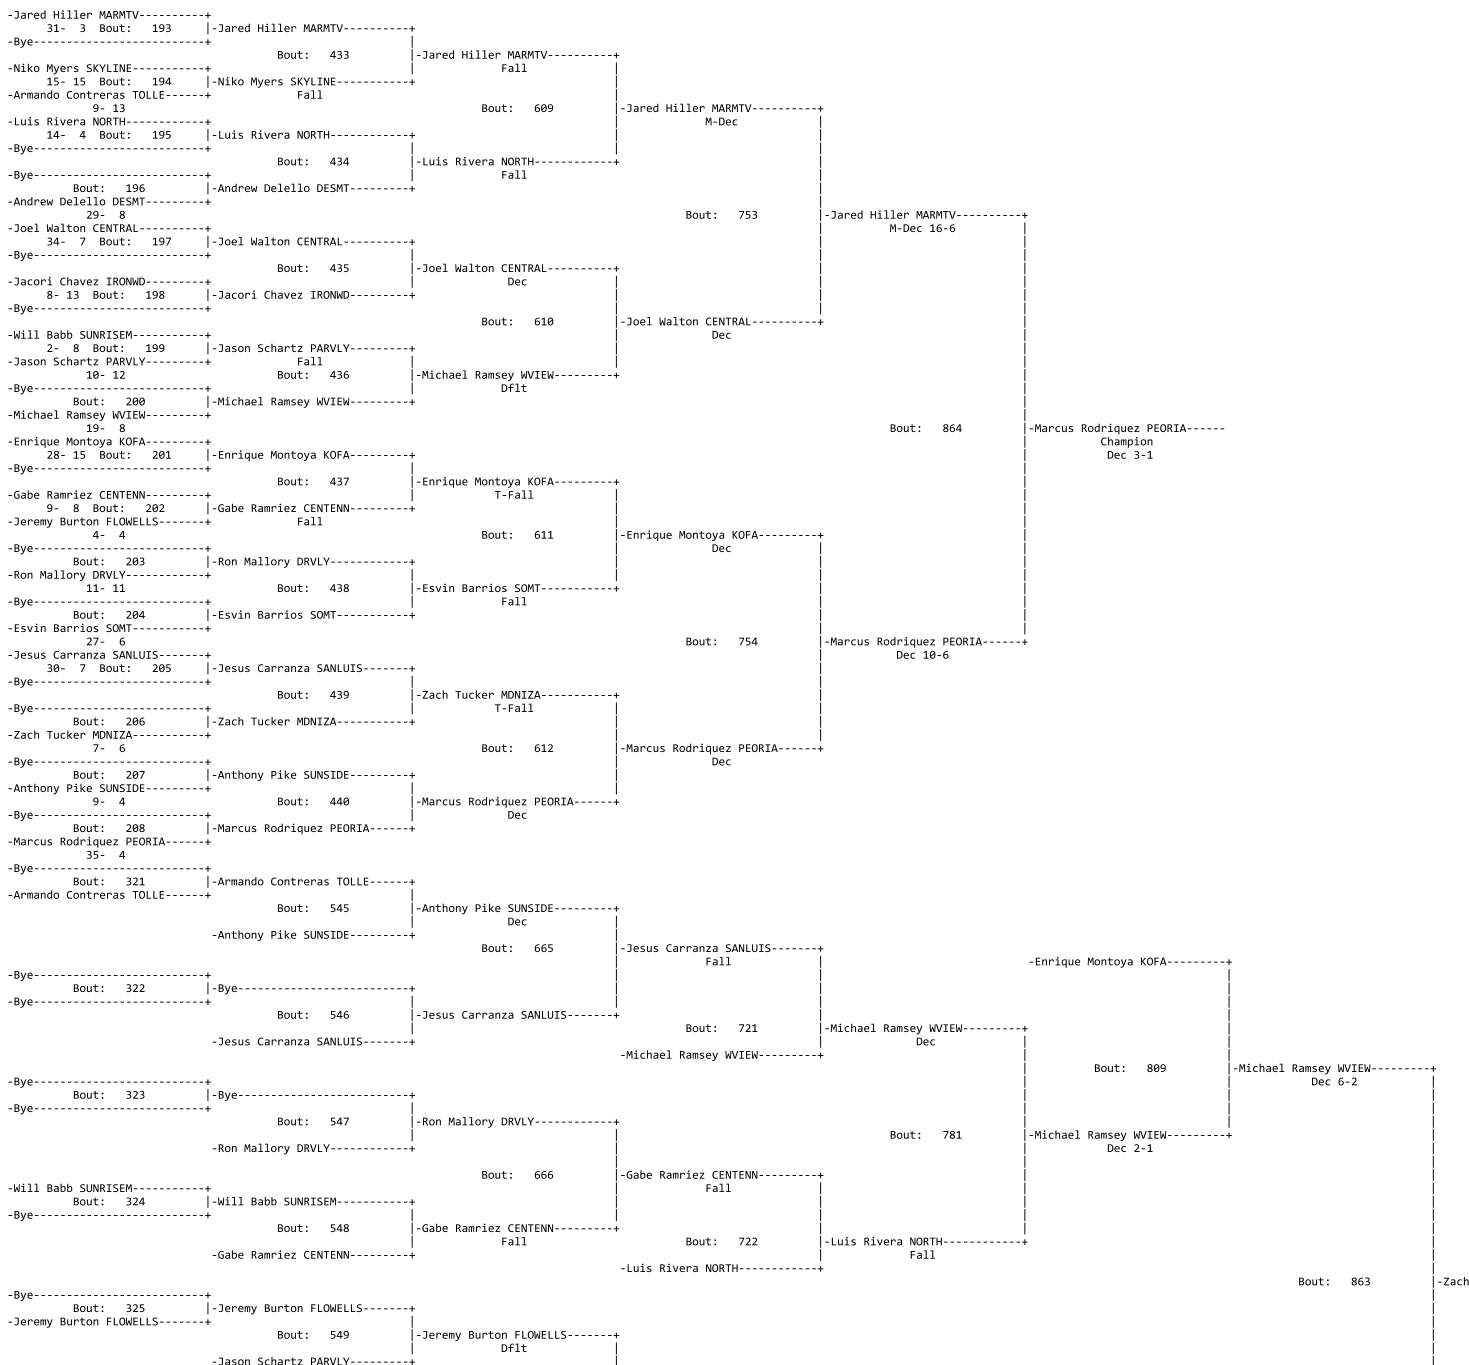 -Jared Hiller MARMTV----------+
31-  3  Bout:   193     |-Jared Hiller MARMTV----------+
-Bye--------------------------+                               |
Bout:   433          |-Jared Hiller MARMTV----------+
-Niko Myers SKYLINE-----------+                               |             Fall             |
15- 15  Bout:   194     |-Niko Myers SKYLINE-----------+                               |
-Armando Contreras TOLLE------+             Fall                                             |
9- 13                                                      Bout:   609          |-Jared Hiller MARMTV----------+
-Luis Rivera NORTH------------+                                                              |             M-Dec            |
14-  4  Bout:   195     |-Luis Rivera NORTH------------+                               |                               |
-Bye--------------------------+                               |                              |                               |
Bout:   434          |-Luis Rivera NORTH------------+                               |
-Bye--------------------------+                               |             Fall                                             |
Bout:   196          |-Andrew Delello DESMT---------+                                                              |
-Andrew Delello DESMT---------+                                                                                              |
29-  8                                                                                     Bout:   753          |-Jared Hiller MARMTV----------+
-Joel Walton CENTRAL----------+                                                                                              |          M-Dec 16-6          |
34-  7  Bout:   197     |-Joel Walton CENTRAL----------+                                                              |                               |
-Bye--------------------------+                               |                                                              |                               |
Bout:   435          |-Joel Walton CENTRAL----------+                               |                               |
-Jacori Chavez IRONWD---------+                               |              Dec             |                               |                               |
8- 13  Bout:   198     |-Jacori Chavez IRONWD---------+                              |                               |                               |
-Bye--------------------------+                                                              |                               |                               |
Bout:   610          |-Joel Walton CENTRAL----------+                               |
-Will Babb SUNRISEM-----------+                                                              |              Dec                                             |
2-  8  Bout:   199     |-Jason Schartz PARVLY---------+                               |                                                              |
-Jason Schartz PARVLY---------+             Fall             |                               |                                                              |
10- 12                       Bout:   436          |-Michael Ramsey WVIEW---------+                                                              |
-Bye--------------------------+                               |             Dflt                                                                             |
Bout:   200          |-Michael Ramsey WVIEW---------+                                                                                              |
-Michael Ramsey WVIEW---------+                                                                                                                              |
19-  8                                                                                                                     Bout:   864          |-Marcus Rodriquez PEORIA------
-Enrique Montoya KOFA---------+                                                                                                                              |           Champion
28- 15  Bout:   201     |-Enrique Montoya KOFA---------+                                                                                              |            Dec 3-1
-Bye--------------------------+                               |                                                                                              |
Bout:   437          |-Enrique Montoya KOFA---------+                                                               |
-Gabe Ramriez CENTENN---------+                               |            T-Fall            |                                                               |
9-  8  Bout:   202     |-Gabe Ramriez CENTENN---------+                               |                                                               |
-Jeremy Burton FLOWELLS-------+             Fall                                             |                                                               |
4-  4                                                      Bout:   611          |-Enrique Montoya KOFA---------+                                |
-Bye--------------------------+                                                              |              Dec             |                               |
Bout:   203          |-Ron Mallory DRVLY------------+                               |                               |                               |
-Ron Mallory DRVLY------------+                               |                              |                               |                               |
11- 11                       Bout:   438          |-Esvin Barrios SOMT-----------+                               |                               |
-Bye--------------------------+                               |             Fall                                             |                               |
Bout:   204          |-Esvin Barrios SOMT-----------+                                                              |                               |
-Esvin Barrios SOMT-----------+                                                                                              |                               |
27-  6                                                                                     Bout:   754          |-Marcus Rodriquez PEORIA------+
-Jesus Carranza SANLUIS-------+                                                                                              |           Dec 10-6
30-  7  Bout:   205     |-Jesus Carranza SANLUIS-------+                                                              |
-Bye--------------------------+                               |                                                              |
Bout:   439          |-Zach Tucker MDNIZA-----------+                               |
-Bye--------------------------+                               |            T-Fall            |                               |
Bout:   206          |-Zach Tucker MDNIZA-----------+                               |                               |
-Zach Tucker MDNIZA-----------+                                                              |                               |
7-  6                                                      Bout:   612          |-Marcus Rodriquez PEORIA------+
-Bye--------------------------+                                                              |              Dec
Bout:   207          |-Anthony Pike SUNSIDE---------+                               |
-Anthony Pike SUNSIDE---------+                               |                              |
9-  4                       Bout:   440          |-Marcus Rodriquez PEORIA------+
-Bye--------------------------+                               |              Dec
Bout:   208          |-Marcus Rodriquez PEORIA------+
-Marcus Rodriquez PEORIA------+
35-  4
-Bye--------------------------+
Bout:   321          |-Armando Contreras TOLLE------+
-Armando Contreras TOLLE------+                               |
Bout:   545          |-Anthony Pike SUNSIDE---------+
|              Dec             |
-Anthony Pike SUNSIDE---------+                               |
Bout:   665          |-Jesus Carranza SANLUIS-------+
|             Fall             |                               -Enrique Montoya KOFA---------+
-Bye--------------------------+
Bout:   322          |-Bye--------------------------+
-Bye--------------------------+
Bout:   546          |-Jesus Carranza SANLUIS-------+
Bout:   721          |-Michael Ramsey WVIEW---------+
-Jesus Carranza SANLUIS-------+                                                              |              Dec             |
-Michael Ramsey WVIEW---------+
Bout:   809          |-Michael Ramsey WVIEW---------+
-Bye--------------------------+                                                              |            Dec 6-2           |
Bout:   323          |-Bye--------------------------+
-Bye--------------------------+
Bout:   547          |-Ron Mallory DRVLY------------+
Bout:   781          |-Michael Ramsey WVIEW---------+
-Ron Mallory DRVLY------------+                                                              |            Dec 2-1
Bout:   666          |-Gabe Ramriez CENTENN---------+
-Will Babb SUNRISEM-----------+                                                              |             Fall             |
Bout:   324          |-Will Babb SUNRISEM-----------+
-Bye--------------------------+
Bout:   548          |-Gabe Ramriez CENTENN---------+
|             Fall                       Bout:   722          |-Luis Rivera NORTH------------+
-Gabe Ramriez CENTENN---------+                                                              |             Fall
-Luis Rivera NORTH------------+
Bout:   863          |-Zach
-Bye--------------------------+
Bout:   325          |-Jeremy Burton FLOWELLS-------+
-Jeremy Burton FLOWELLS-------+
Bout:   549          |-Jeremy Burton FLOWELLS-------+
|             Dflt             |
-Jason Schartz PARVLY---------+